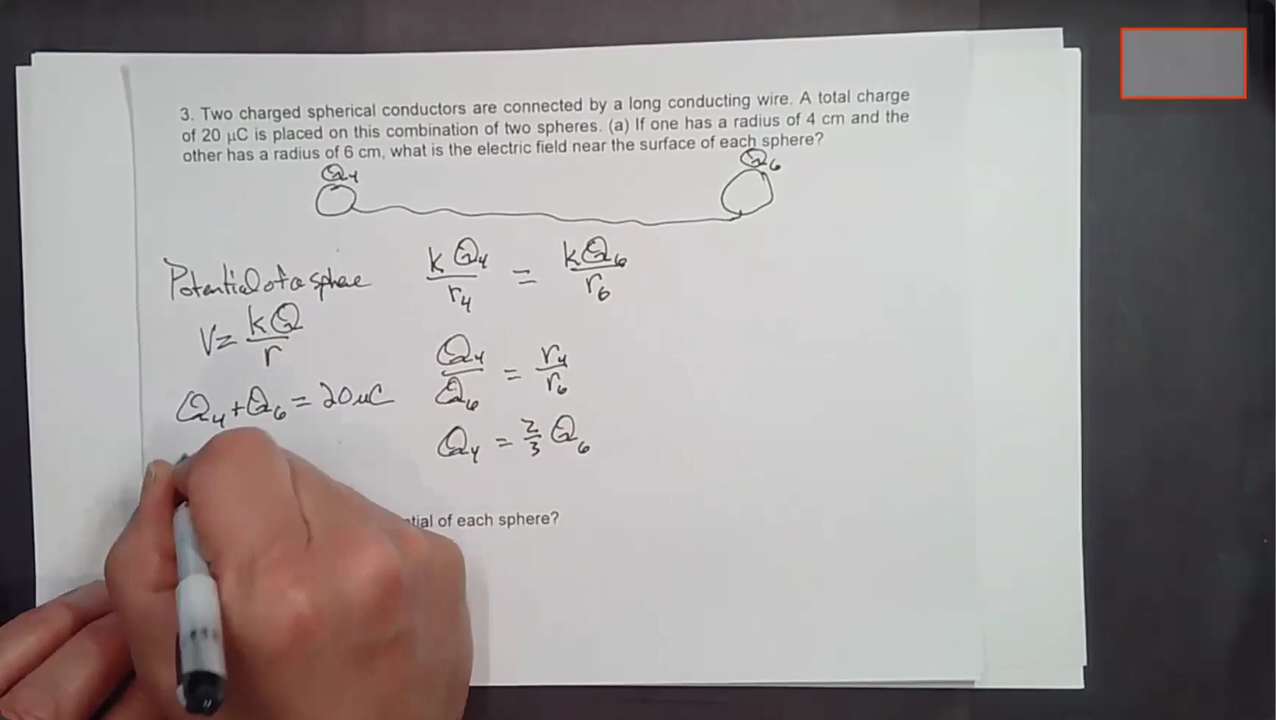 3. Two charged spherical conductors are connected by a long conducting wire. A total charge
of 20 μC is placed on this combination of two spheres. (a) If one has a radius of 4 cm and the
other has a radius of 6 cm, what is the electric field near the surface of each sphere?
Q₄ Q₆
Potential of a sphere
V = kQ/r
Q₄ + Q₆ = 20 μC
kQ₄/r₄ = kQ₆/r₆
Q₄/Q₆ = r₄/r₆
Q₄ = 2/3 Q₆
of each sphere?